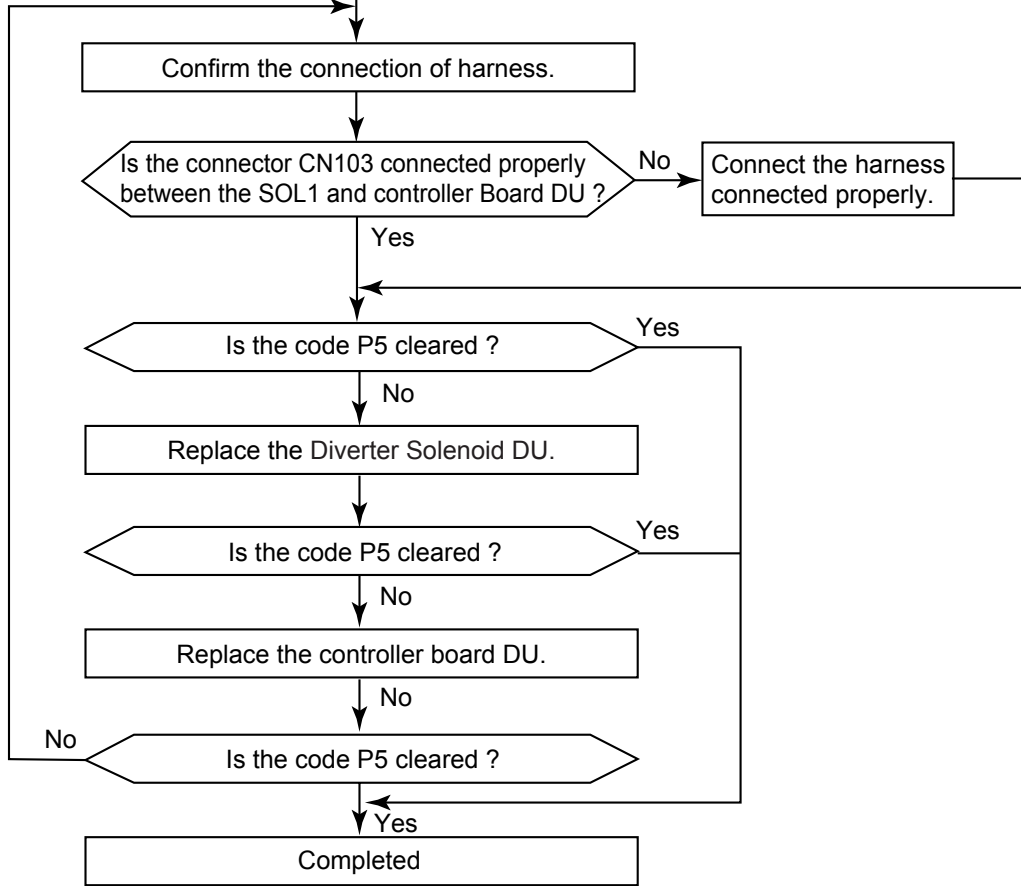 Confirm the connection of harness.
Is the connector CN103 connected properly
between the SOL1 and controller Board DU ?
No
Connect the harness
connected properly.
Yes
Is the code P5 cleared ?
Yes
No
Replace the Diverter Solenoid DU.
Is the code P5 cleared ?
Yes
No
Replace the controller board DU.
No
No
Is the code P5 cleared ?
Yes
Completed